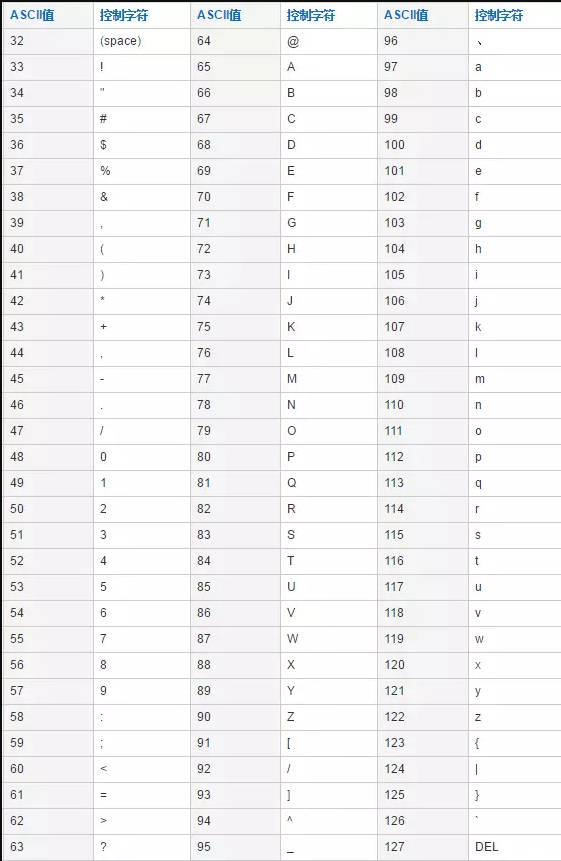 ASCII值 控制字符 ASCII值 控制字符 ASCII值 控制字符
32 (space) 64 @ 96 、
33 ! 65 A 97 a
34 " 66 B 98 b
35 # 67 C 99 c
36 $ 68 D 100 d
37 % 69 E 101 e
38 & 70 F 102 f
39 , 71 G 103 g
40 ( 72 H 104 h
41 ) 73 I 105 i
42 * 74 J 106 j
43 + 75 K 107 k
44 , 76 L 108 l
45 - 77 M 109 m
46 . 78 N 110 n
47 / 79 O 111 o
48 0 80 P 112 p
49 1 81 Q 113 q
50 2 82 R 114 r
51 3 83 S 115 s
52 4 84 T 116 t
53 5 85 U 117 u
54 6 86 V 118 v
55 7 87 W 119 w
56 8 88 X 120 x
57 9 89 Y 121 y
58 : 90 Z 122 z
59 ; 91 [ 123 {
60 < 92 / 124 |
61 = 93 ] 125 }
62 > 94 ^ 126 `
63 ? 95 _ 127 DEL